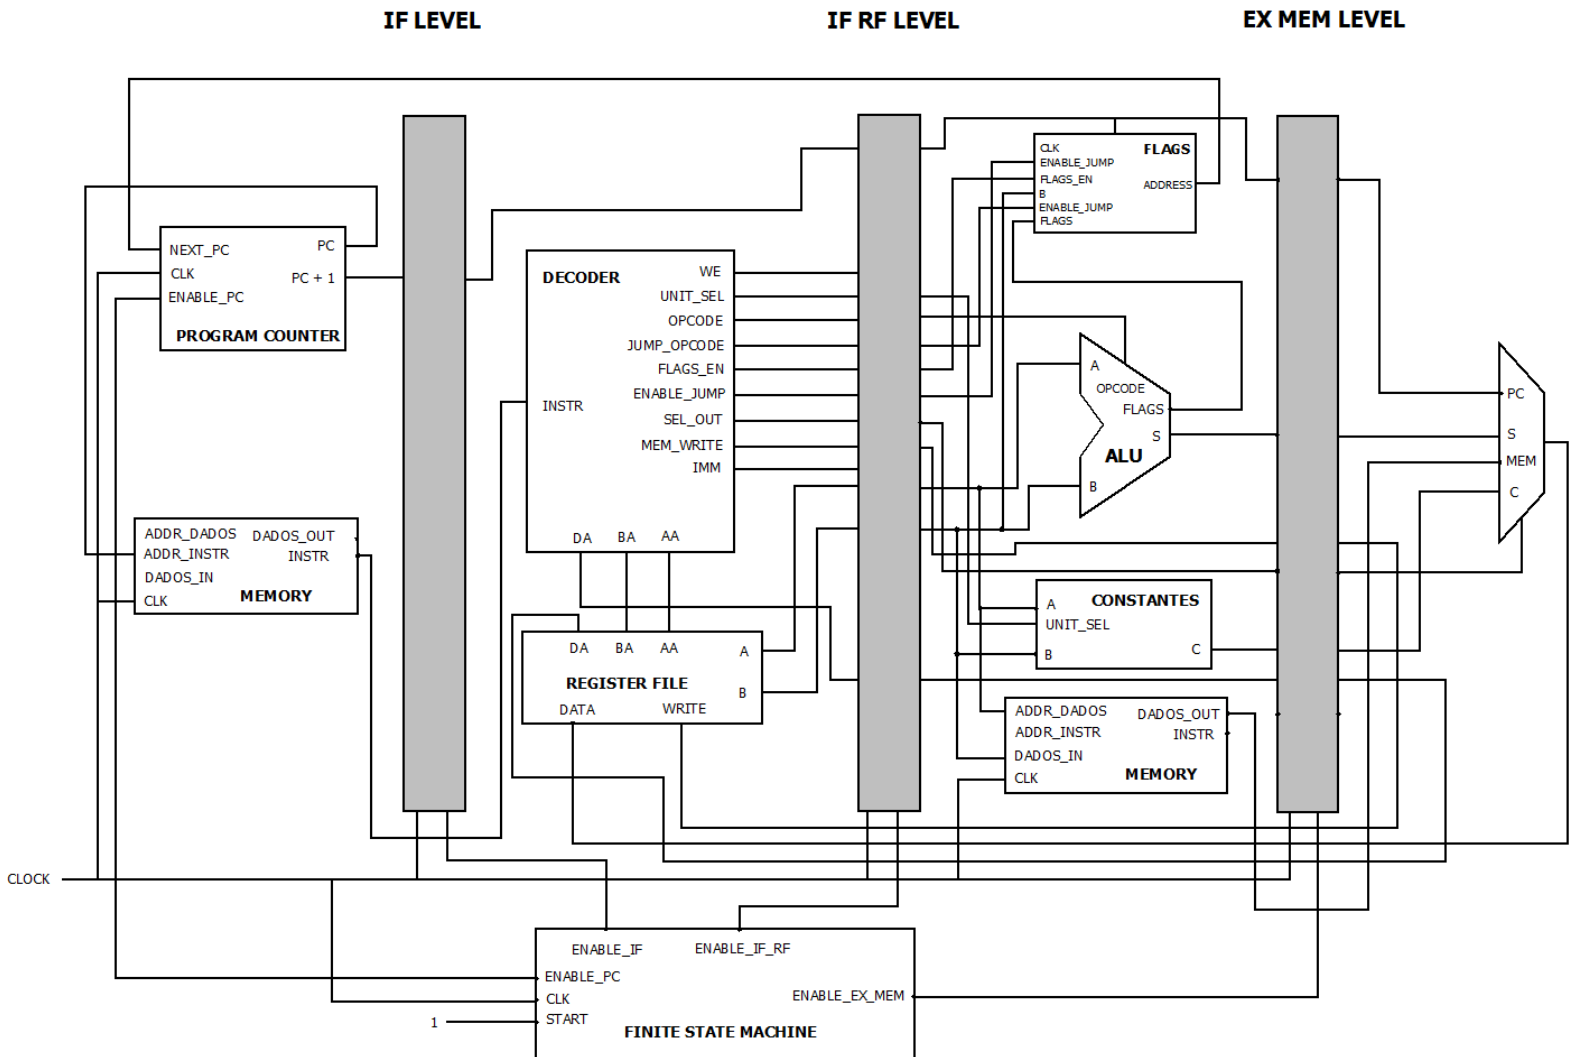 IF LEVEL
IF RF LEVEL
EX MEM LEVEL
NEXT_PC
PC
CLK
PC + 1
ENABLE_PC
PROGRAM COUNTER
ADDR_DADOS
DADOS_OUT
ADDR_INSTR
INSTR
DADOS_IN
MEMORY
CLK
DECODER
WE
UNIT_SEL
OPCODE
JUMP_OPCODE
FLAGS_EN
ENABLE_JUMP
INSTR
SEL_OUT
MEM_WRITE
IMM
DA
BA
AA
DA
BA
AA
A
REGISTER FILE
B
DATA
WRITE
CLK
FLAGS
ENABLE_JUMP
FLAGS_EN
ADDRESS
B
ENABLE_JUMP
FLAGS
A
OPCODE
FLAGS
S
ALU
B
A
CONSTANTES
UNIT_SEL
B
C
ADDR_DADOS
DADOS_OUT
ADDR_INSTR
INSTR
DADOS_IN
CLK
MEMORY
PC
S
MEM
C
CLOCK
ENABLE_IF
ENABLE_IF_RF
ENABLE_PC
CLK
ENABLE_EX_MEM
1
START
FINITE STATE MACHINE